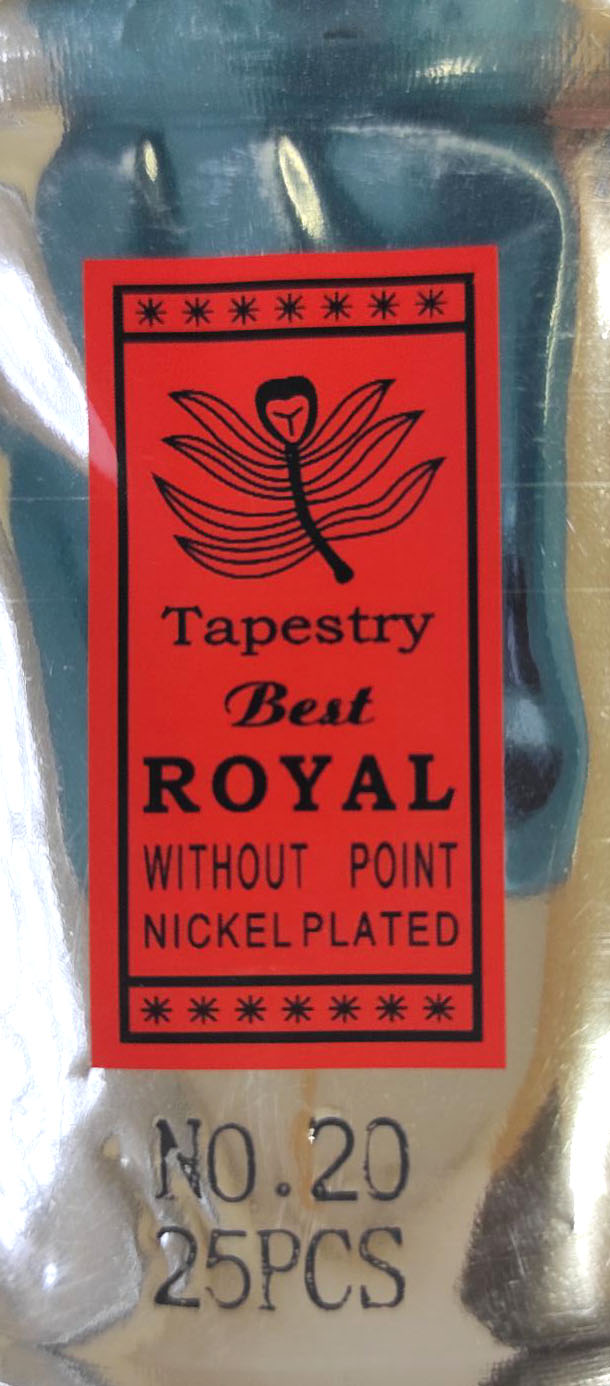 Tapestry
Best
ROYAL
WITHOUT POINT
NICKEL PLATED
NO.20
25PCS